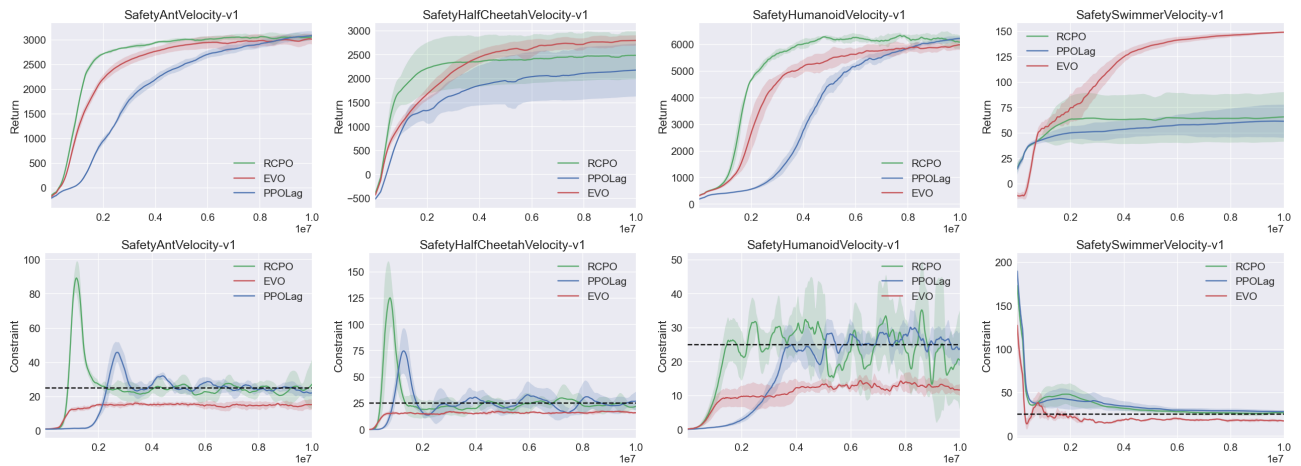 SafetyAntVelocity-v1
Return
3000
2500
2000
1500
1000
500
0
RCPO
EVO
PPOLag
0.2 0.4 0.6 0.8 1.0
1e7
SafetyHalfCheetahVelocity-v1
Return
3000
2500
2000
1500
1000
500
0
−500
RCPO
PPOLag
EVO
0.2 0.4 0.6 0.8 1.0
1e7
SafetyHumanoidVelocity-v1
Return
6000
5000
4000
3000
2000
1000
0
RCPO
PPOLag
EVO
0.2 0.4 0.6 0.8 1.0
1e7
SafetySwimmerVelocity-v1
Return
150
125
100
75
50
25
0
RCPO
PPOLag
EVO
0.2 0.4 0.6 0.8 1.0
1e7
SafetyAntVelocity-v1
Constraint
100
80
60
40
20
0
RCPO
EVO
PPOLag
0.2 0.4 0.6 0.8 1.0
1e7
SafetyHalfCheetahVelocity-v1
Constraint
150
125
100
75
50
25
0
RCPO
PPOLag
EVO
0.2 0.4 0.6 0.8 1.0
1e7
SafetyHumanoidVelocity-v1
Constraint
50
40
30
20
10
0
RCPO
PPOLag
EVO
0.2 0.4 0.6 0.8 1.0
1e7
SafetySwimmerVelocity-v1
Constraint
200
150
100
50
0
RCPO
PPOLag
EVO
0.2 0.4 0.6 0.8 1.0
1e7